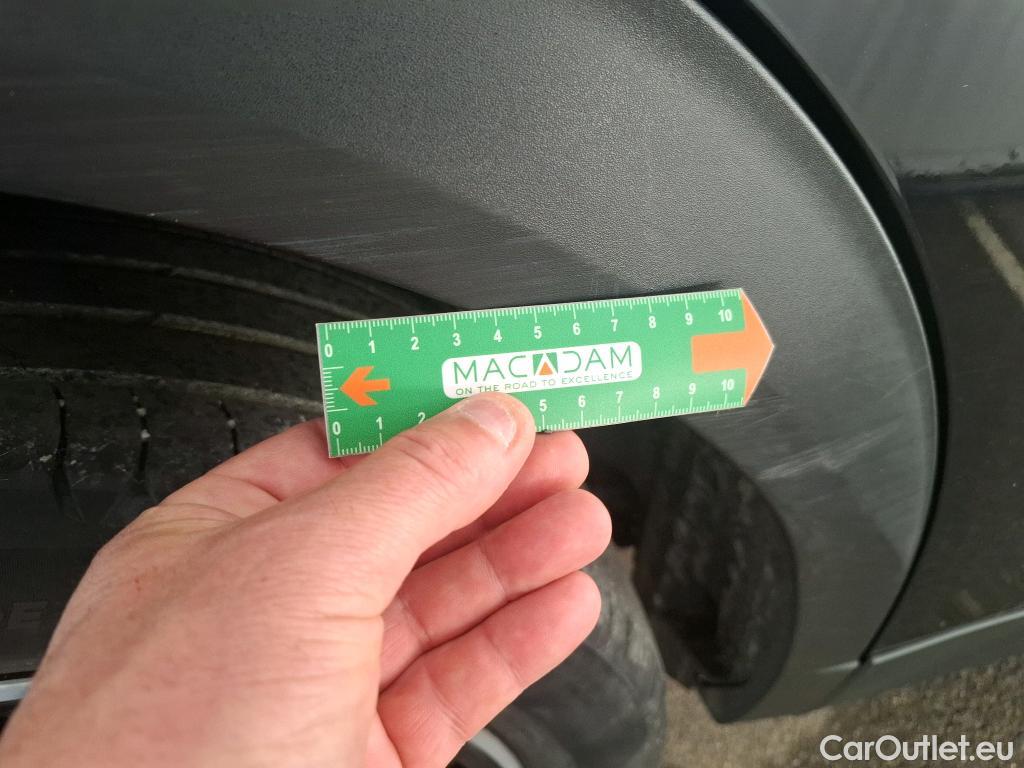 0 1 2 3 4 5 6 7 8 9 10
MACADAM
ON THE ROAD TO EXCELLENCE
0 1 2 5 6 7 8 9 10
CarOutlet.eu